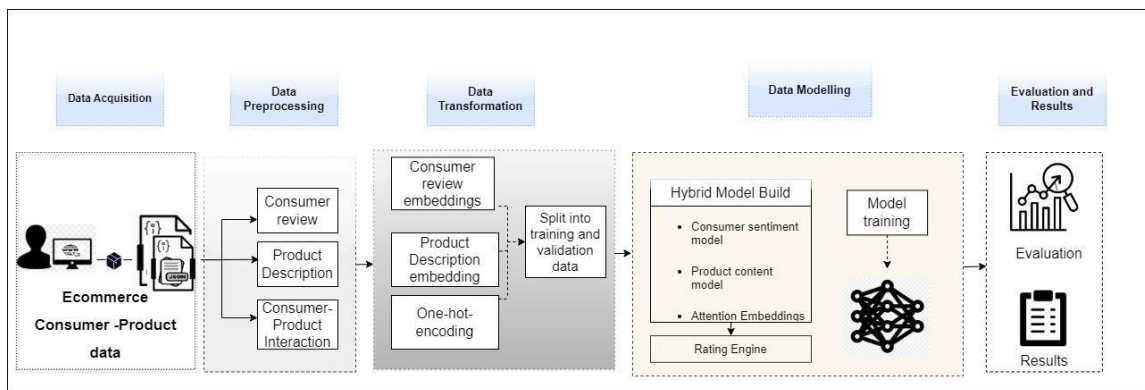 Data Acquisition
Data
Preprocessing
Data
Transformation
Data Modelling
Evaluation and
Results
{;}
{;}
JSON
Ecommerce
Consumer -Product
data
Consumer
review
Product
Description
Consumer-
Product
Interaction
Consumer
review
embeddings
Product
Description
embedding
One-hot-
encoding
Split into
training and
validation
data
Hybrid Model Build
• Consumer sentiment
model
• Product content
model
• Attention Embeddings
Rating Engine
Model
training
Evaluation
Results